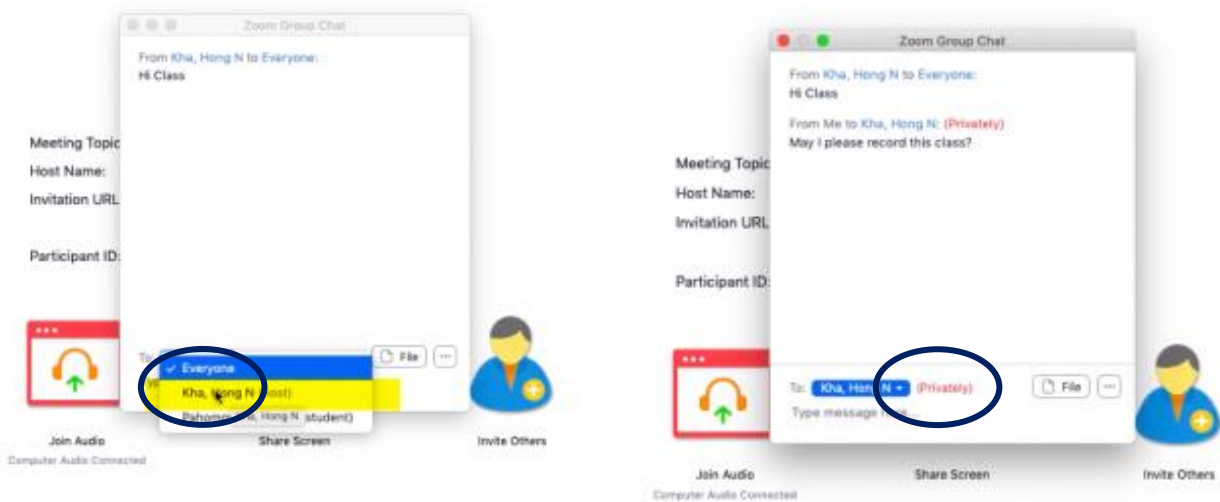 Zoom Group Chat
From Kha, Hong N to Everyone:
Hi Class
Meeting Topic
Host Name:
Invitation URL
Participant ID:
To:
✓ Everyone
Kha, Hong N
Kha, Hong N student)
File
Join Audio
Computer Audio Connected
Share Screen
Invite Others
Zoom Group Chat
From Kha, Hong N to Everyone:
Hi Class
From Me to Kha, Hong N: (Privately)
May I please record this class?
Meeting Topic
Host Name:
Invitation URL
Participant ID:
To: Kha, Hong N (Privately)
File
Type message
Join Audio
Computer Audio Connected
Share Screen
Invite Others